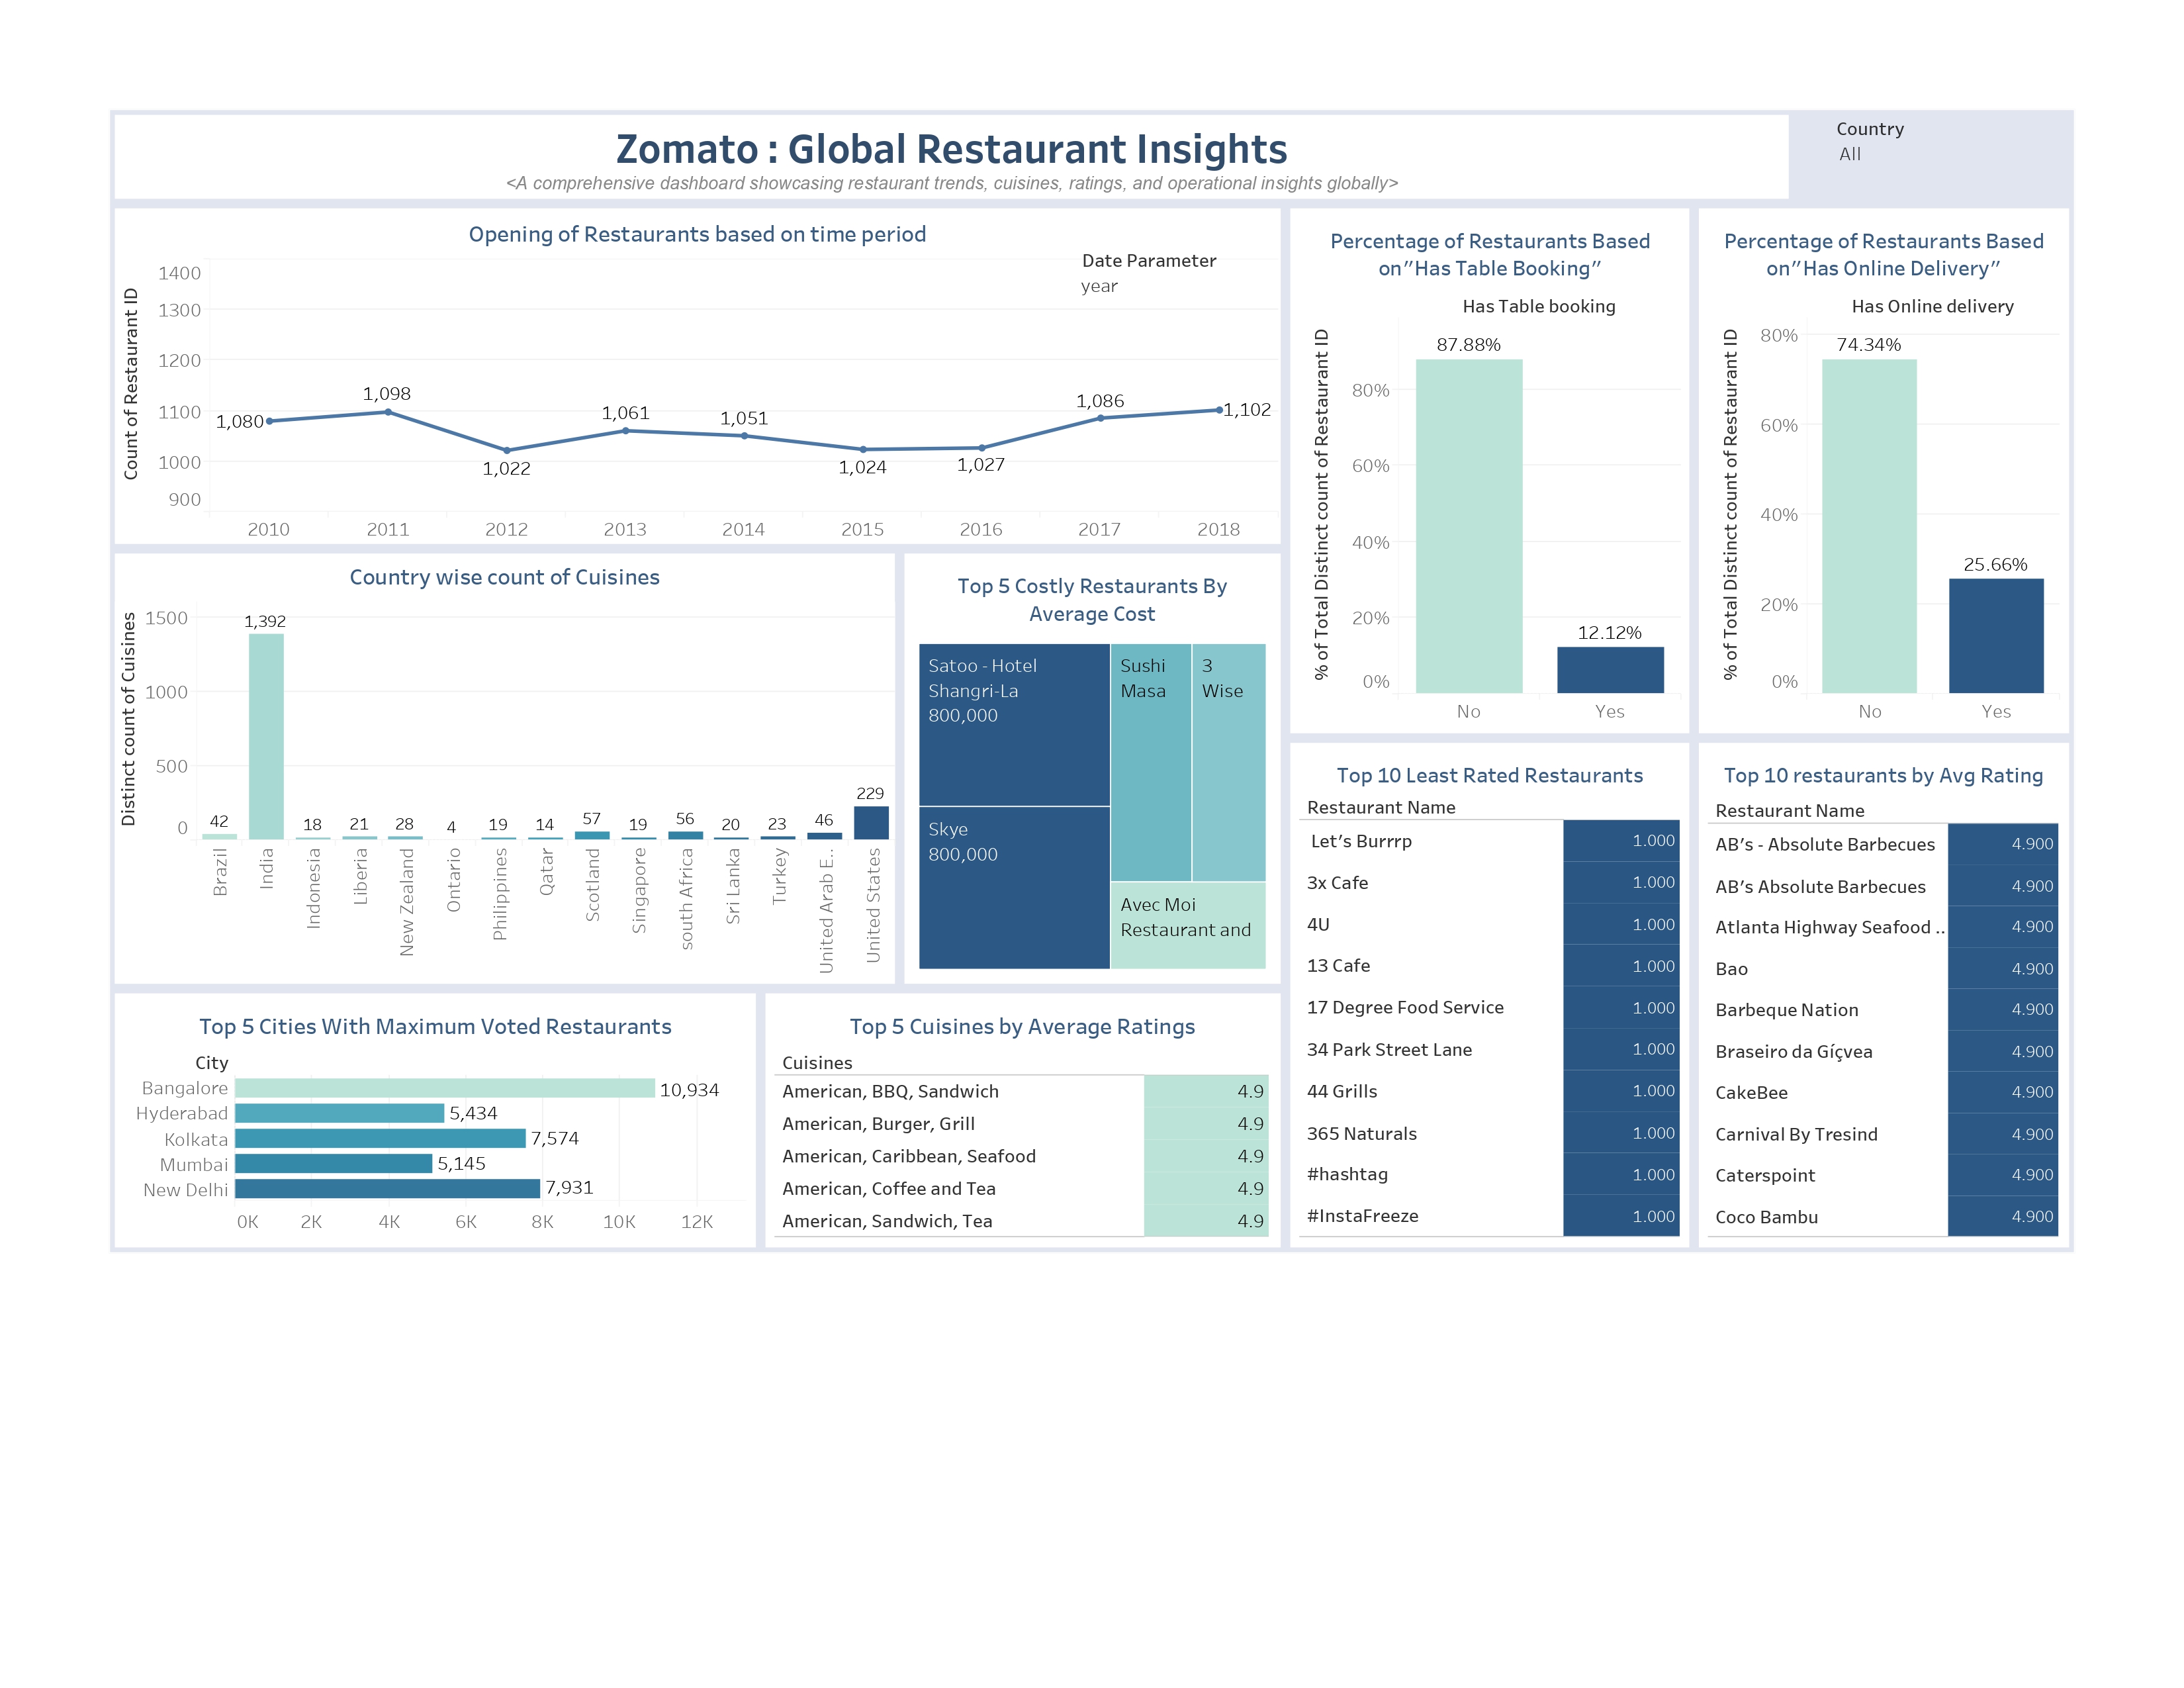 Zomato : Global Restaurant Insights
<A comprehensive dashboard showcasing restaurant trends, cuisines, ratings, and operational insights globally>
Country
All
Opening of Restaurants based on time period
Date Parameter
year
Count of Restaurant ID
1400
1300
1200
1100
1000
900
1,080
1,098
1,022
1,061
1,051
1,024
1,027
1,086
1,102
2010
2011
2012
2013
2014
2015
2016
2017
2018
Percentage of Restaurants Based
on”Has Table Booking”
Has Table booking
% of Total Distinct count of Restaurant ID
80%
60%
40%
20%
0%
87.88%
12.12%
No
Yes
Percentage of Restaurants Based
on”Has Online Delivery”
Has Online delivery
% of Total Distinct count of Restaurant ID
80%
60%
40%
20%
0%
74.34%
25.66%
No
Yes
Country wise count of Cuisines
Distinct count of Cuisines
1500
1000
500
0
42
1,392
18
21
28
4
19
14
57
19
56
20
23
46
229
Brazil
India
Indonesia
Liberia
New Zealand
Ontario
Philippines
Qatar
Scotland
Singapore
south Africa
Sri Lanka
Turkey
United Arab E..
United States
Top 5 Costly Restaurants By
Average Cost
Satoo - Hotel
Shangri-La
800,000
Skye
800,000
Sushi
Masa
3
Wise
Avec Moi
Restaurant and
Top 10 Least Rated Restaurants
Restaurant Name
Let’s Burrrp 1.000
3x Cafe 1.000
4U 1.000
13 Cafe 1.000
17 Degree Food Service 1.000
34 Park Street Lane 1.000
44 Grills 1.000
365 Naturals 1.000
#hashtag 1.000
#InstaFreeze 1.000
Top 10 restaurants by Avg Rating
Restaurant Name
AB’s - Absolute Barbecues 4.900
AB’s Absolute Barbecues 4.900
Atlanta Highway Seafood .. 4.900
Bao 4.900
Barbeque Nation 4.900
Braseiro da Gíçvea 4.900
CakeBee 4.900
Carnival By Tresind 4.900
Caterspoint 4.900
Coco Bambu 4.900
Top 5 Cities With Maximum Voted Restaurants
City
Bangalore 10,934
Hyderabad 5,434
Kolkata 7,574
Mumbai 5,145
New Delhi 7,931
0K 2K 4K 6K 8K 10K 12K
Top 5 Cuisines by Average Ratings
Cuisines
American, BBQ, Sandwich 4.9
American, Burger, Grill 4.9
American, Caribbean, Seafood 4.9
American, Coffee and Tea 4.9
American, Sandwich, Tea 4.9